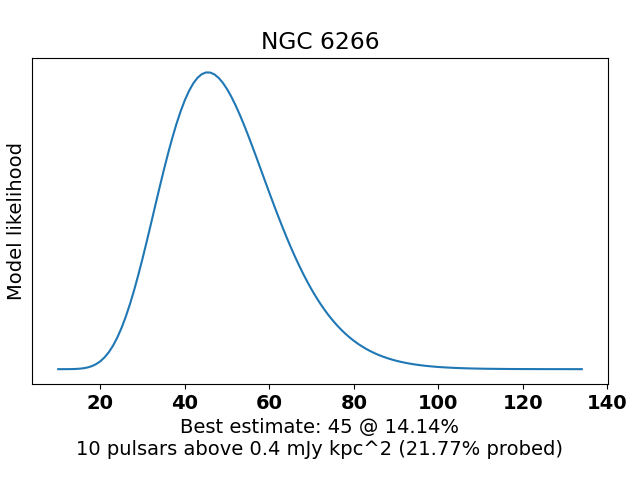 NGC 6266
Model likelihood
20 40 60 80 100 120 140
Best estimate: 45 @ 14.14%
10 pulsars above 0.4 mJy kpc^2 (21.77% probed)